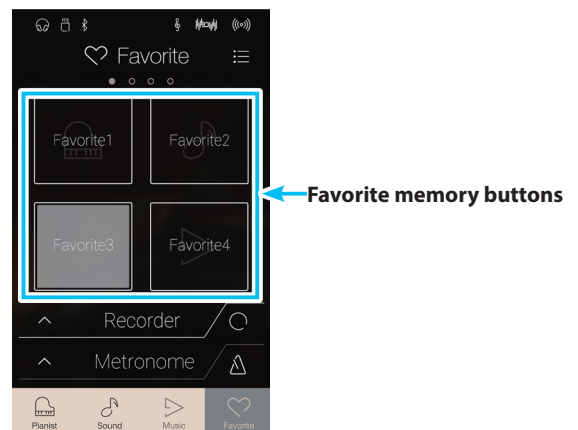 Favorite
Favorite1
Favorite2
Favorite memory buttons
Favorite3
Favorite4
Recorder
Metronome
Pianist
Sound
Music
Favorite